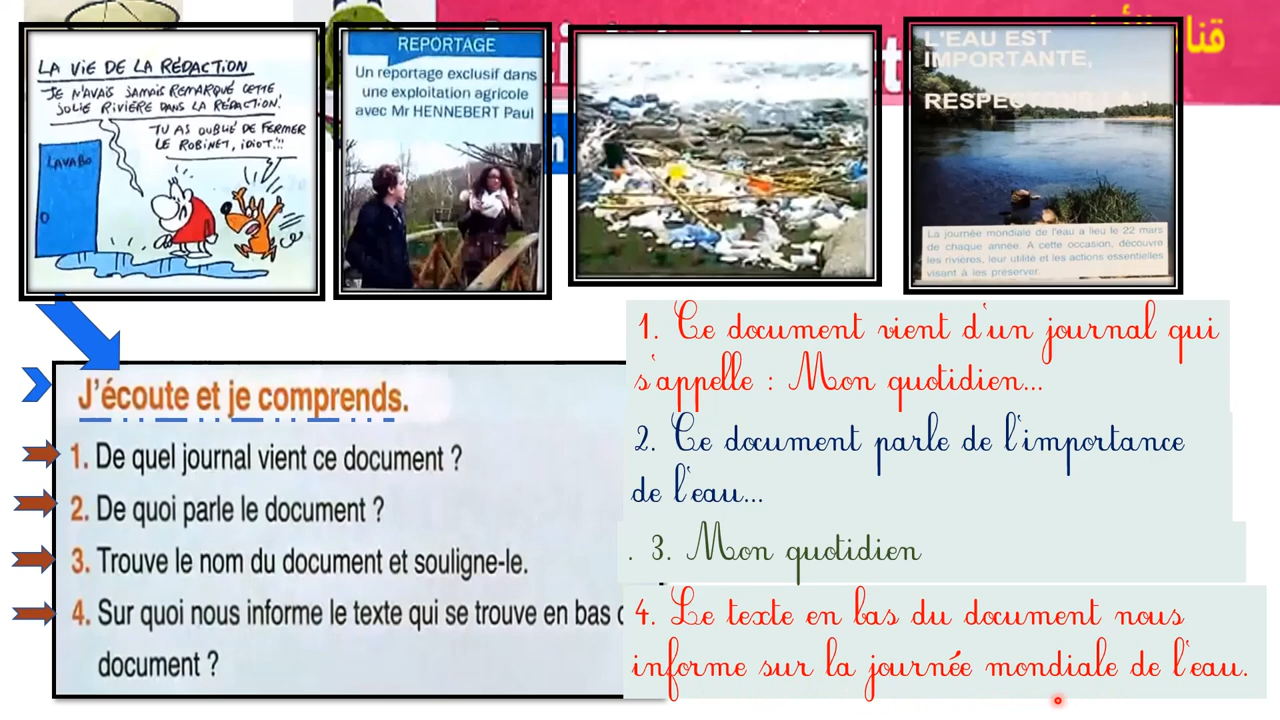 LA VIE DE LA RÉDACTION
JE N'AVAIS JAMAIS REMARQUÉ CETTE
JOLIE RIVIÈRE DANS LA RÉDACTION!
TU AS OUBLIÉ DE FERMER
LE ROBINET, IDIOT!!!
LAVABO
REPORTAGE
Un reportage exclusif dans
une exploitation agricole
avec Mr HENNEBERT Paul
L'EAU EST
IMPORTANTE,
La journée mondiale de l'eau a lieu le 22 mars
de chaque année. A cette occasion, découvre
les rivières, leur utilité et les actions essentielles
visant à les préserver.
J'écoute et je comprends.
1. De quel journal vient ce document ?
2. De quoi parle le document ?
3. Trouve le nom du document et souligne-le.
4. Sur quoi nous informe le texte qui se trouve en bas
document ?
1. Ce document vient d'un journal qui
s'appelle : Mon quotidien...
2. Ce document parle de l'importance
de l'eau...
. 3. Mon quotidien
4. Le texte en bas du document nous
informe sur la journée mondiale de l'eau.